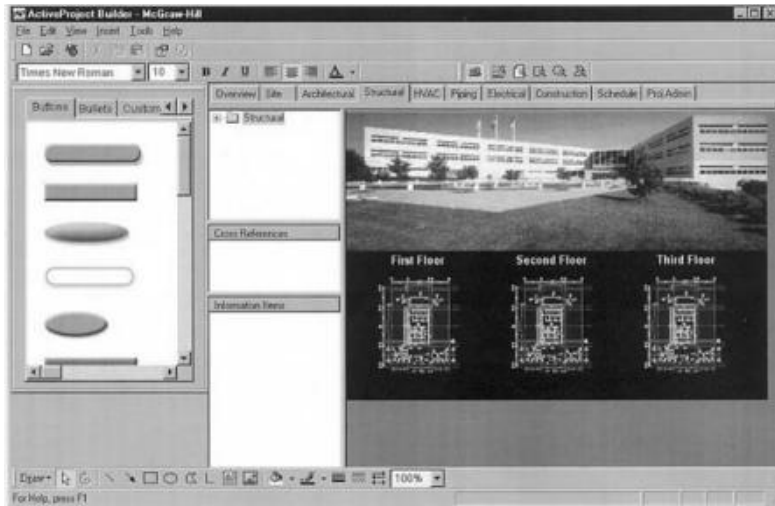 ActiveProject Builder - McGraw-Hill
File Edit View Insert Tools Help
Times New Roman 10 B I U A
Overview Site Architectural Structural HVAC Piping Electrical Construction Schedule Proj.Admin
Buttons Bullets Custom
Structural
Cross References
Information Items
First Floor Second Floor Third Floor
Draw 100%
For Help, press F1